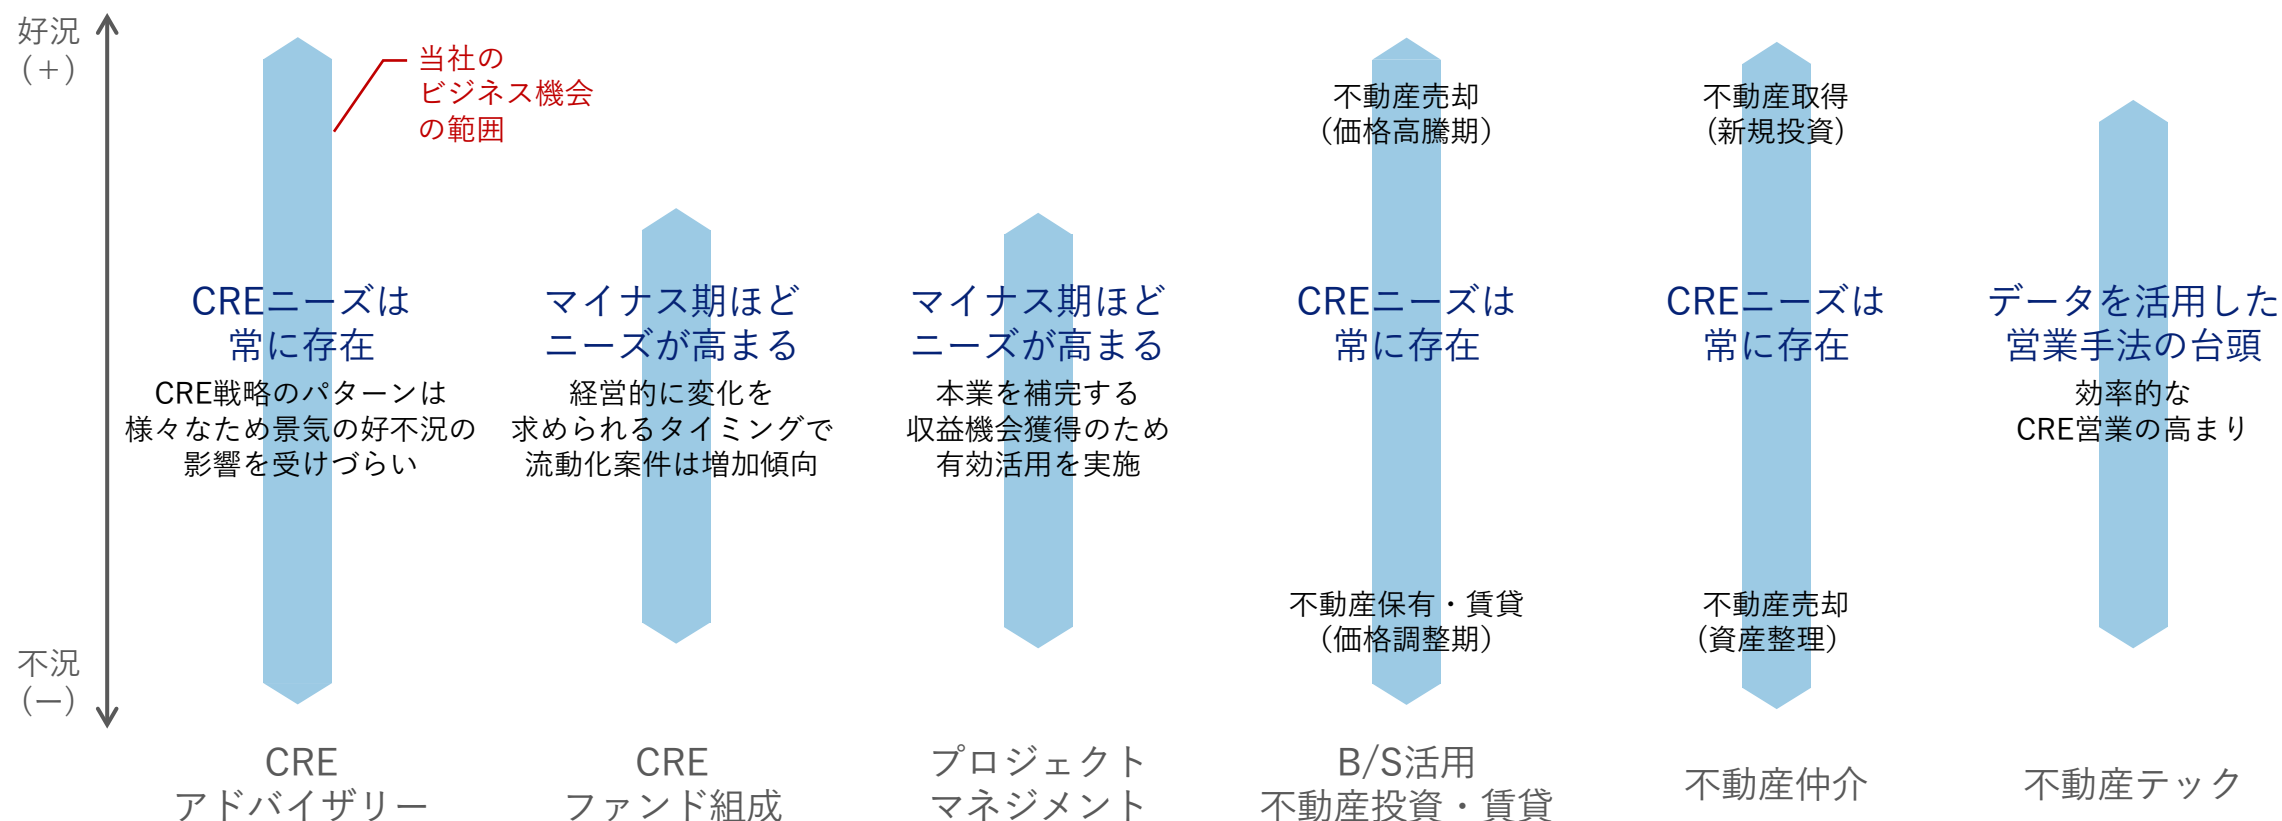 好況
(＋)
当社の
ビジネス機会
の範囲
CREニーズは
常に存在
CRE戦略のパターンは
様々なため景気の好不況の
影響を受けづらい
マイナス期ほど
ニーズが高まる
経営的に変化を
求められるタイミングで
流動化案件は増加傾向
マイナス期ほど
ニーズが高まる
本業を補完する
収益機会獲得のため
有効活用を実施
不動産売却
（価格高騰期）
CREニーズは
常に存在
不動産保有・賃貸
（価格調整期）
不動産取得
（新規投資）
CREニーズは
常に存在
不動産売却
（資産整理）
データを活用した
営業手法の台頭
効率的な
CRE営業の高まり
不況
(ー)
CRE
アドバイザリー
CRE
ファンド組成
プロジェクト
マネジメント
B/S活用
不動産投資・賃貸
不動産仲介
不動産テック